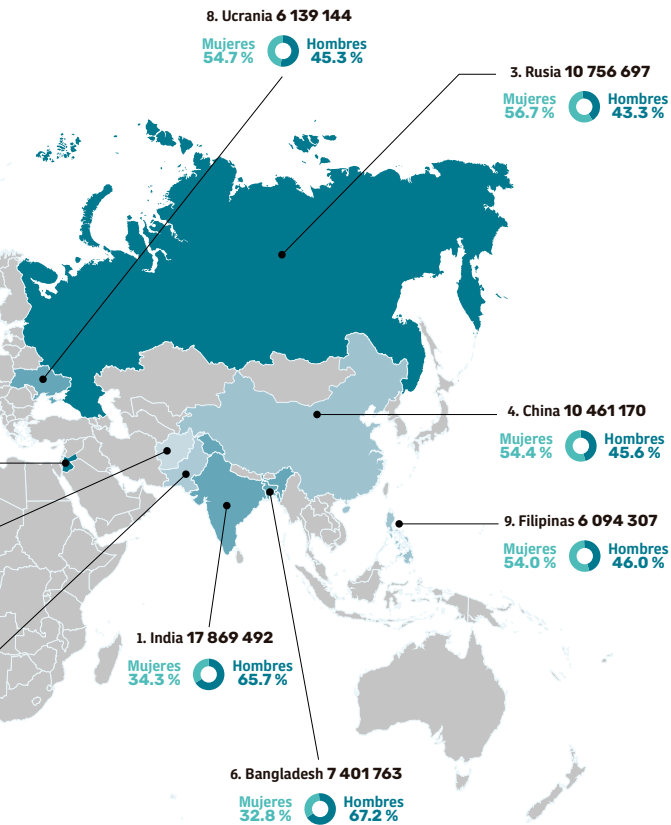 8. Ucrania 6 139 144
Mujeres Hombres
54.7 % 45.3 %
3. Rusia 10 756 697
Mujeres Hombres
56.7 % 43.3 %
4. China 10 461 170
Mujeres Hombres
54.4 % 45.6 %
9. Filipinas 6 094 307
Mujeres Hombres
54.0 % 46.0 %
1. India 17 869 492
Mujeres Hombres
34.3 % 65.7 %
6. Bangladesh 7 401 763
Mujeres Hombres
32.8 % 67.2 %